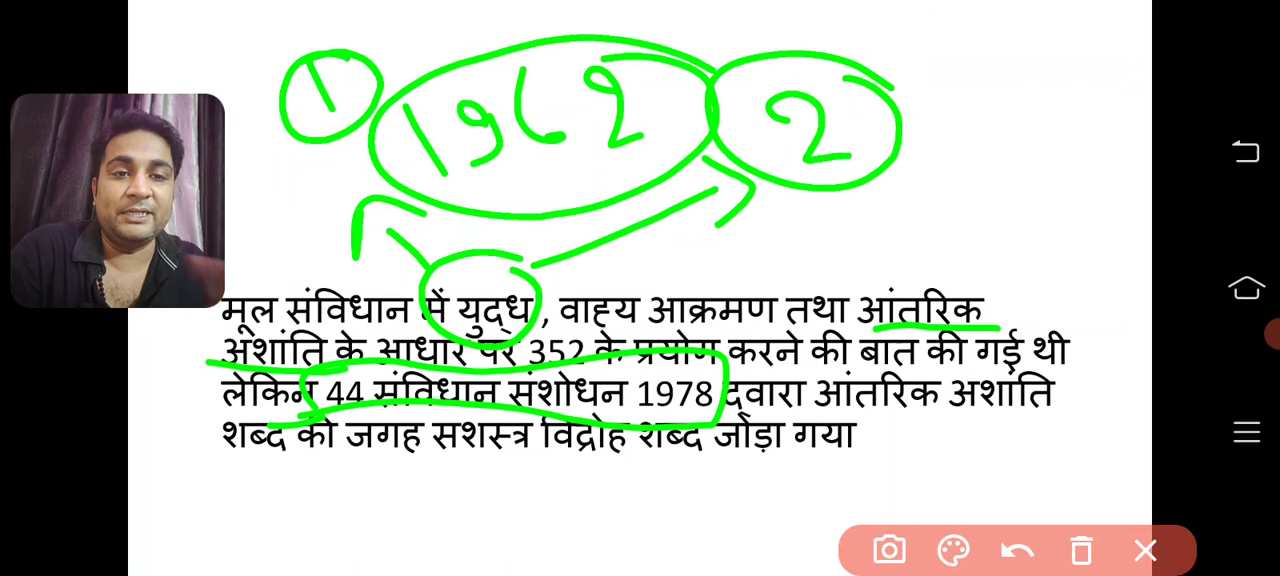 1 1962 2
मूल संविधान में युद्ध , वाह्य आक्रमण तथा आंतरिक
अशांति के आधार पर 352 के प्रयोग करने की बात की गई थी
लेकिन 44 संविधान संशोधन 1978 द्वारा आंतरिक अशांति
शब्द की जगह सशस्त्र विद्रोह शब्द जोड़ा गया